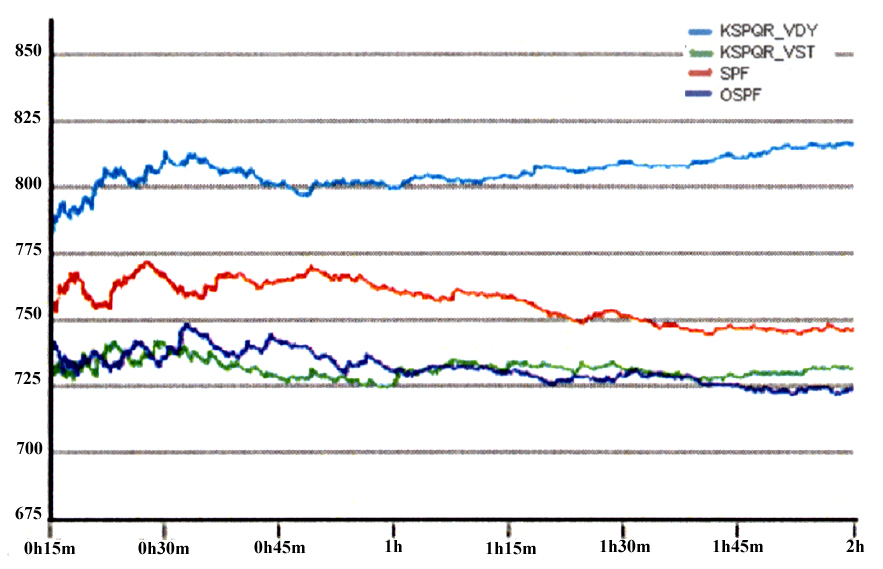 KSPQR_VDY
KSPQR_VST
SPF
OSPF
850
825
800
775
750
725
700
675
0h15m
0h30m
0h45m
1h
1h15m
1h30m
1h45m
2h